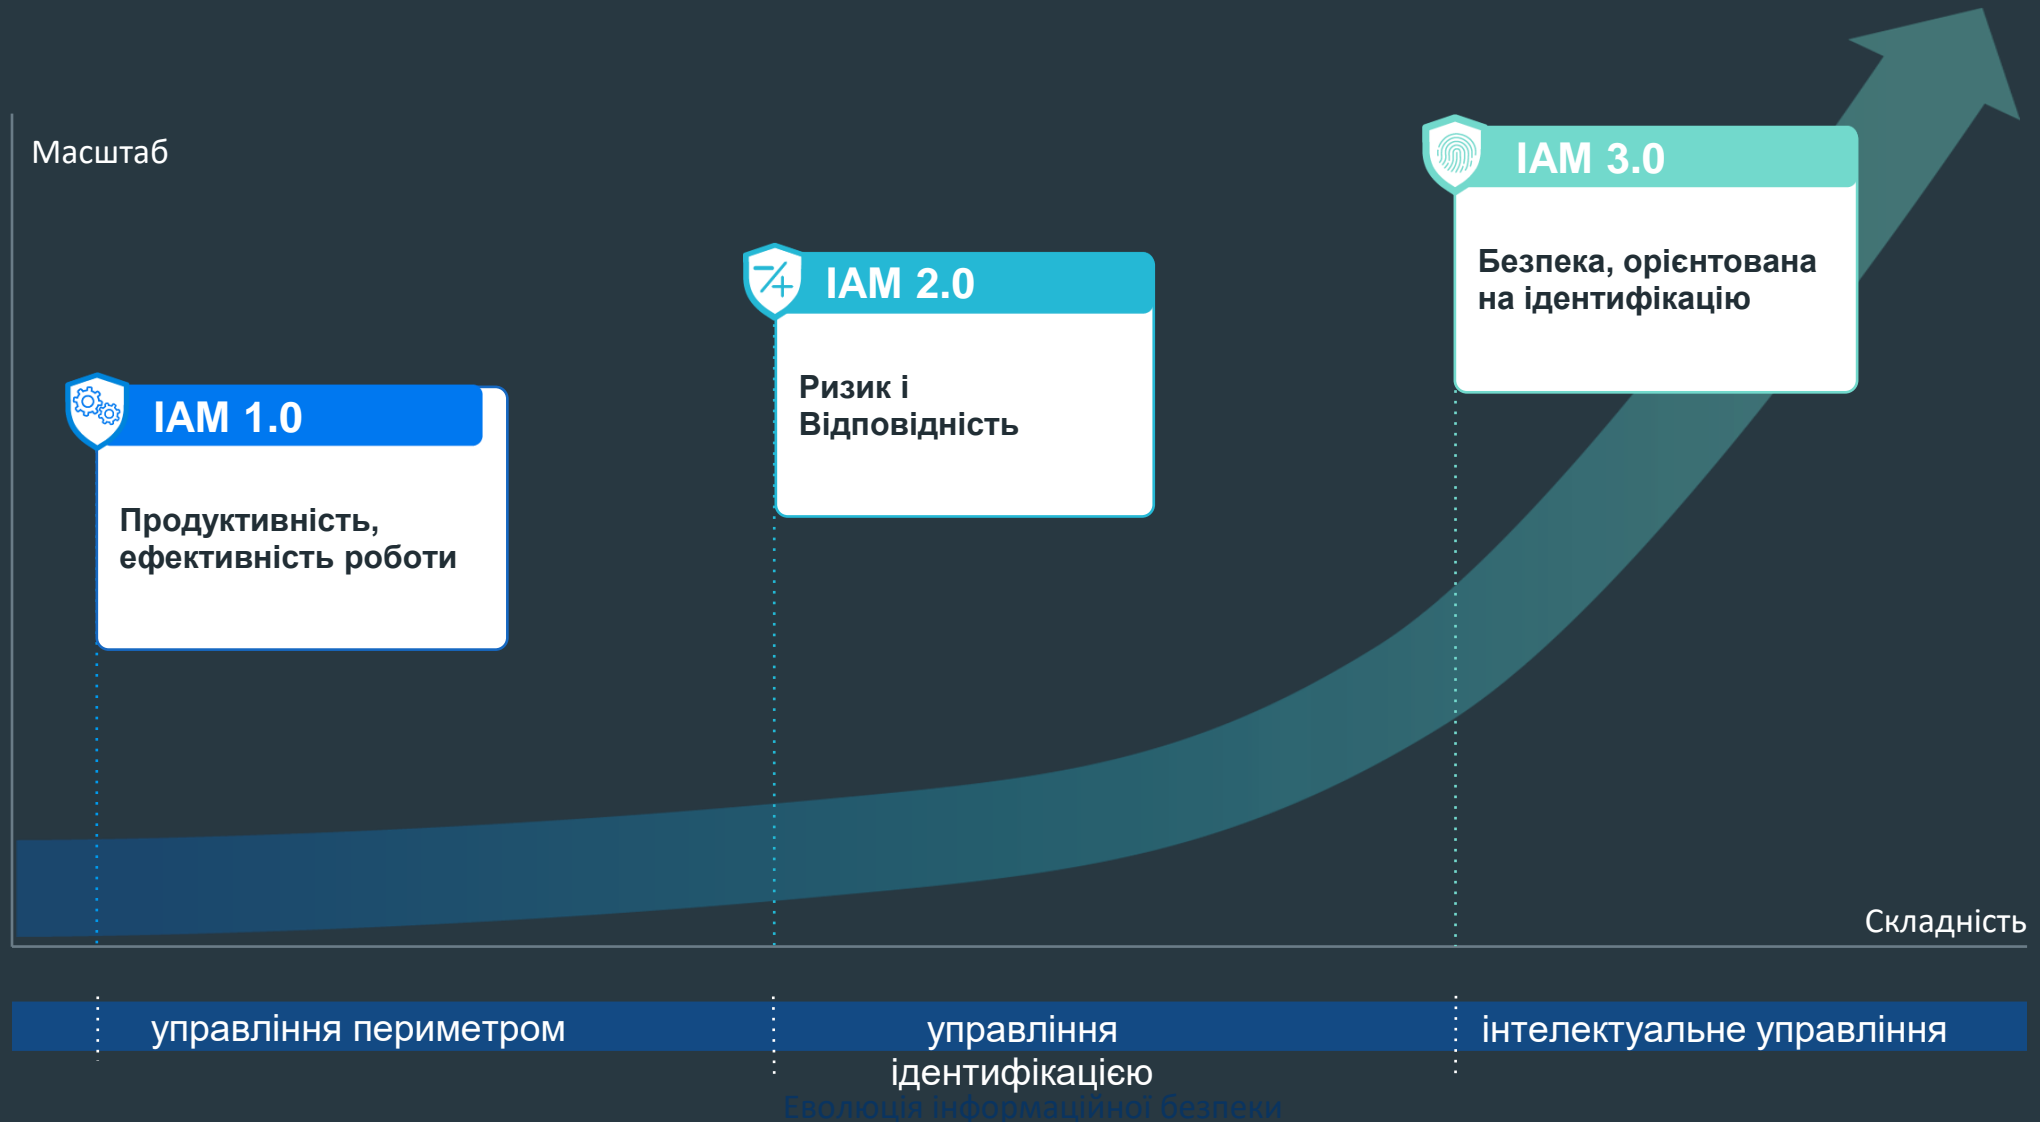 Масштаб
IAM 1.0
Продуктивність,
ефективність роботи
IAM 2.0
Ризик і
Відповідність
IAM 3.0
Безпека, орієнтована
на ідентифікацію
Складність
управління периметром
управління
ідентифікацією
інтелектуальне управління
Еволюція інформаційної безпеки